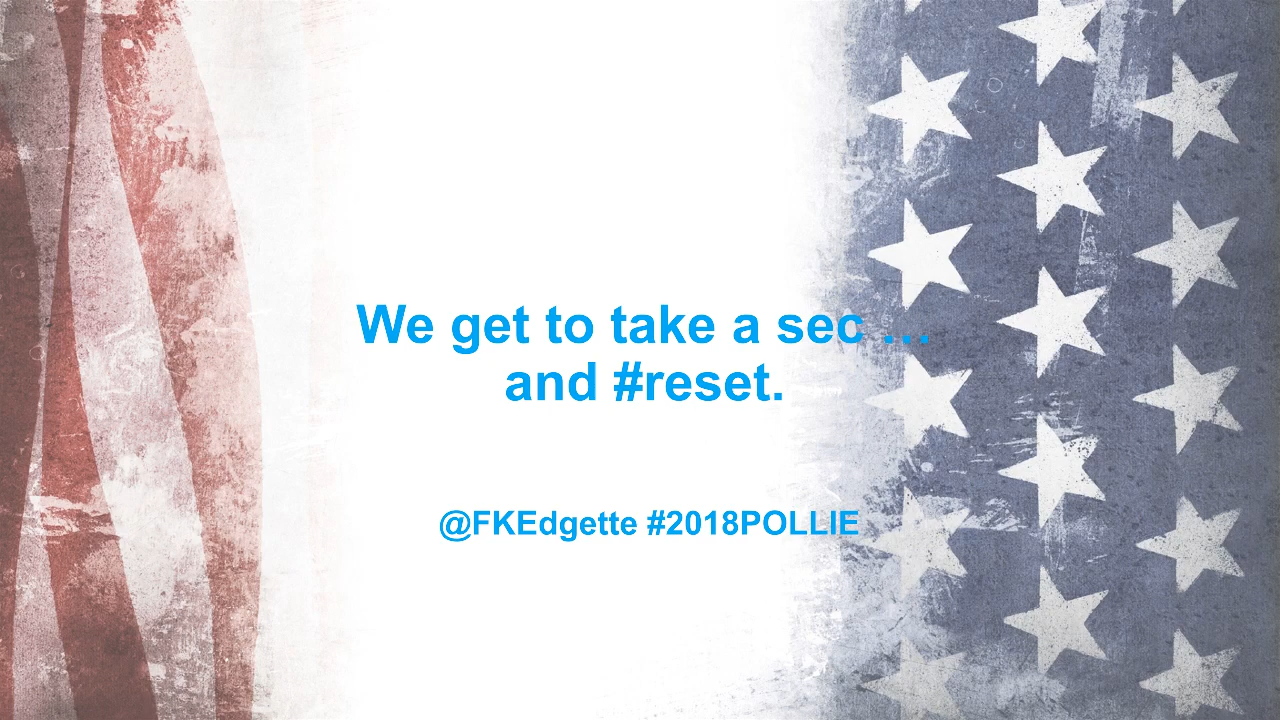 We get to take a sec …
and #reset.
@FKEdgette #2018POLLIE